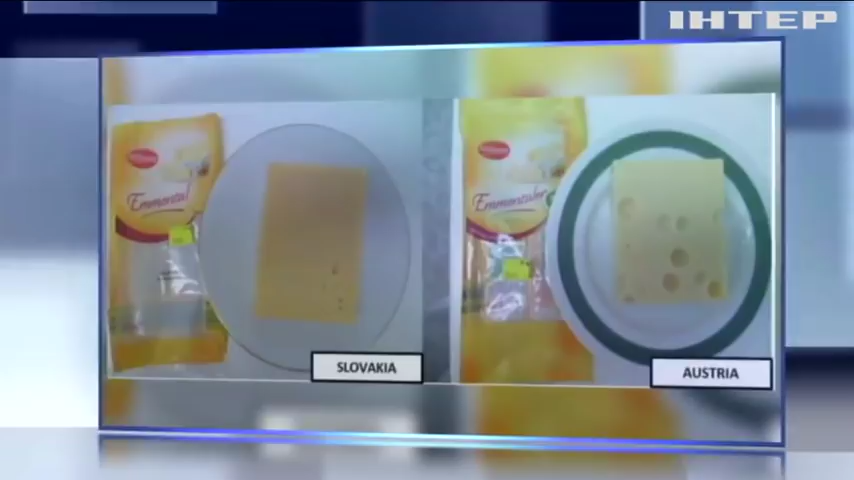 ІНТЕР
Emmental
Emmentaler
SLOVAKIA
AUSTRIA